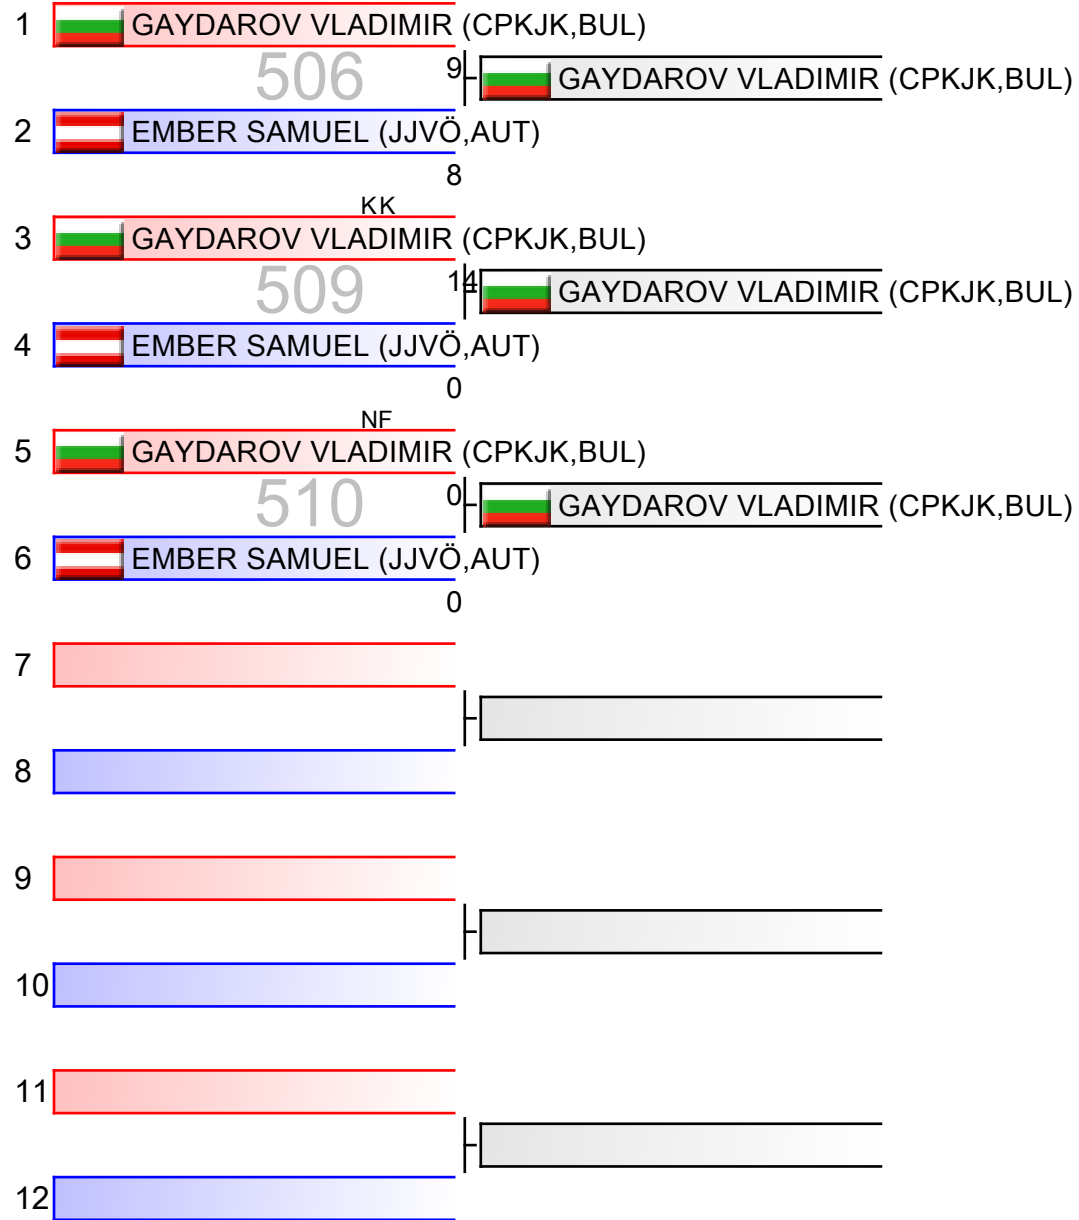 1 GAYDAROV VLADIMIR (CPKJK,BUL)
506 9 GAYDAROV VLADIMIR (CPKJK,BUL)
2 EMBER SAMUEL (JJVÖ,AUT)
8
KK
3 GAYDAROV VLADIMIR (CPKJK,BUL)
509 14 GAYDAROV VLADIMIR (CPKJK,BUL)
4 EMBER SAMUEL (JJVÖ,AUT)
0
NF
5 GAYDAROV VLADIMIR (CPKJK,BUL)
510 0 GAYDAROV VLADIMIR (CPKJK,BUL)
6 EMBER SAMUEL (JJVÖ,AUT)
0
7
8
9
10
11
12